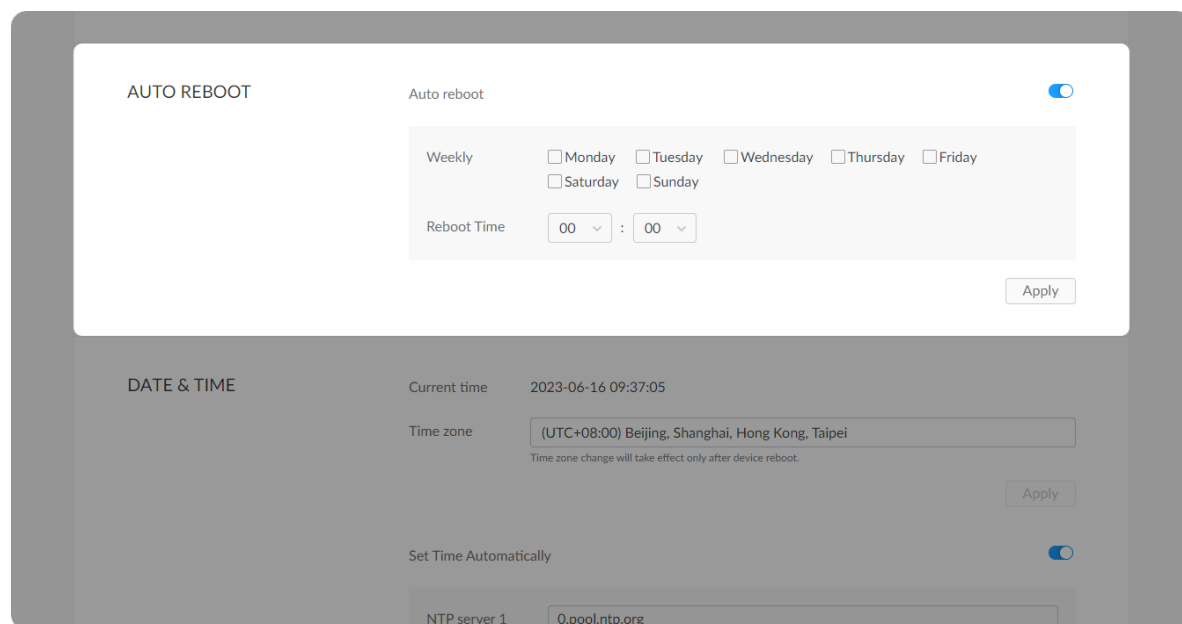 AUTO REBOOT
Auto reboot
Weekly
Monday Tuesday Wednesday Thursday Friday
Saturday Sunday
Reboot Time 00 : 00
Apply
DATE & TIME
Current time 2023-06-16 09:37:05
Time zone (UTC+08:00) Beijing, Shanghai, Hong Kong, Taipei
Time zone change will take effect only after device reboot.
Apply
Set Time Automatically
NTP server 1 0.pool.ntp.org